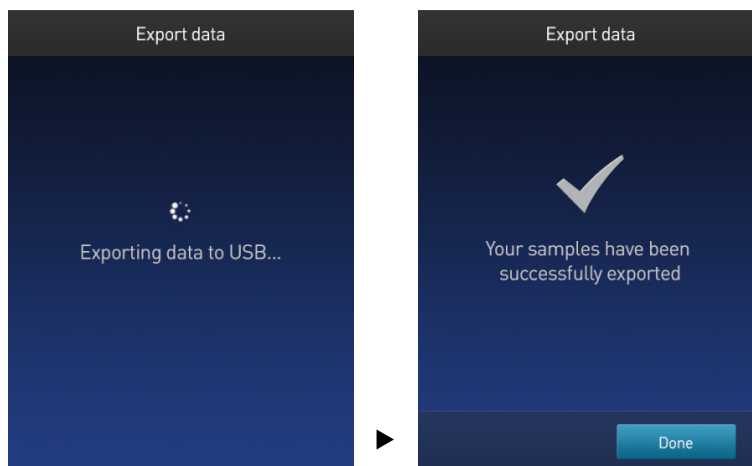 Export data
Exporting data to USB...
Export data
Your samples have been
successfully exported
Done